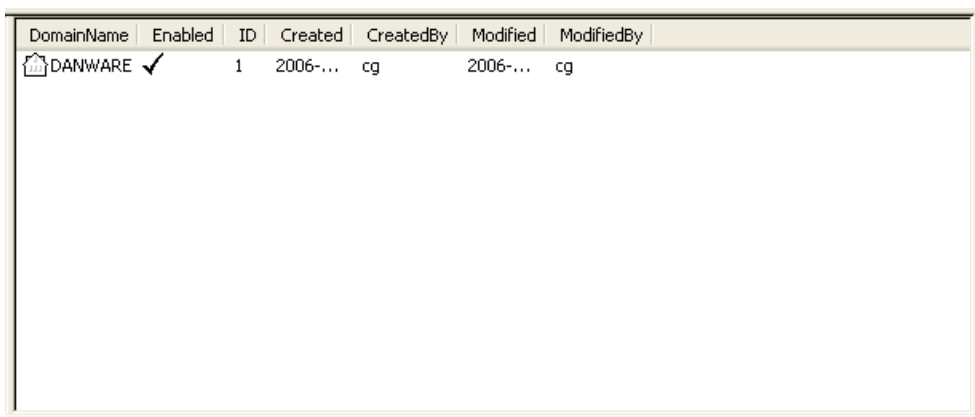 DomainName Enabled ID Created CreatedBy Modified ModifiedBy
DANWARE 1 2006-... cg 2006-... cg